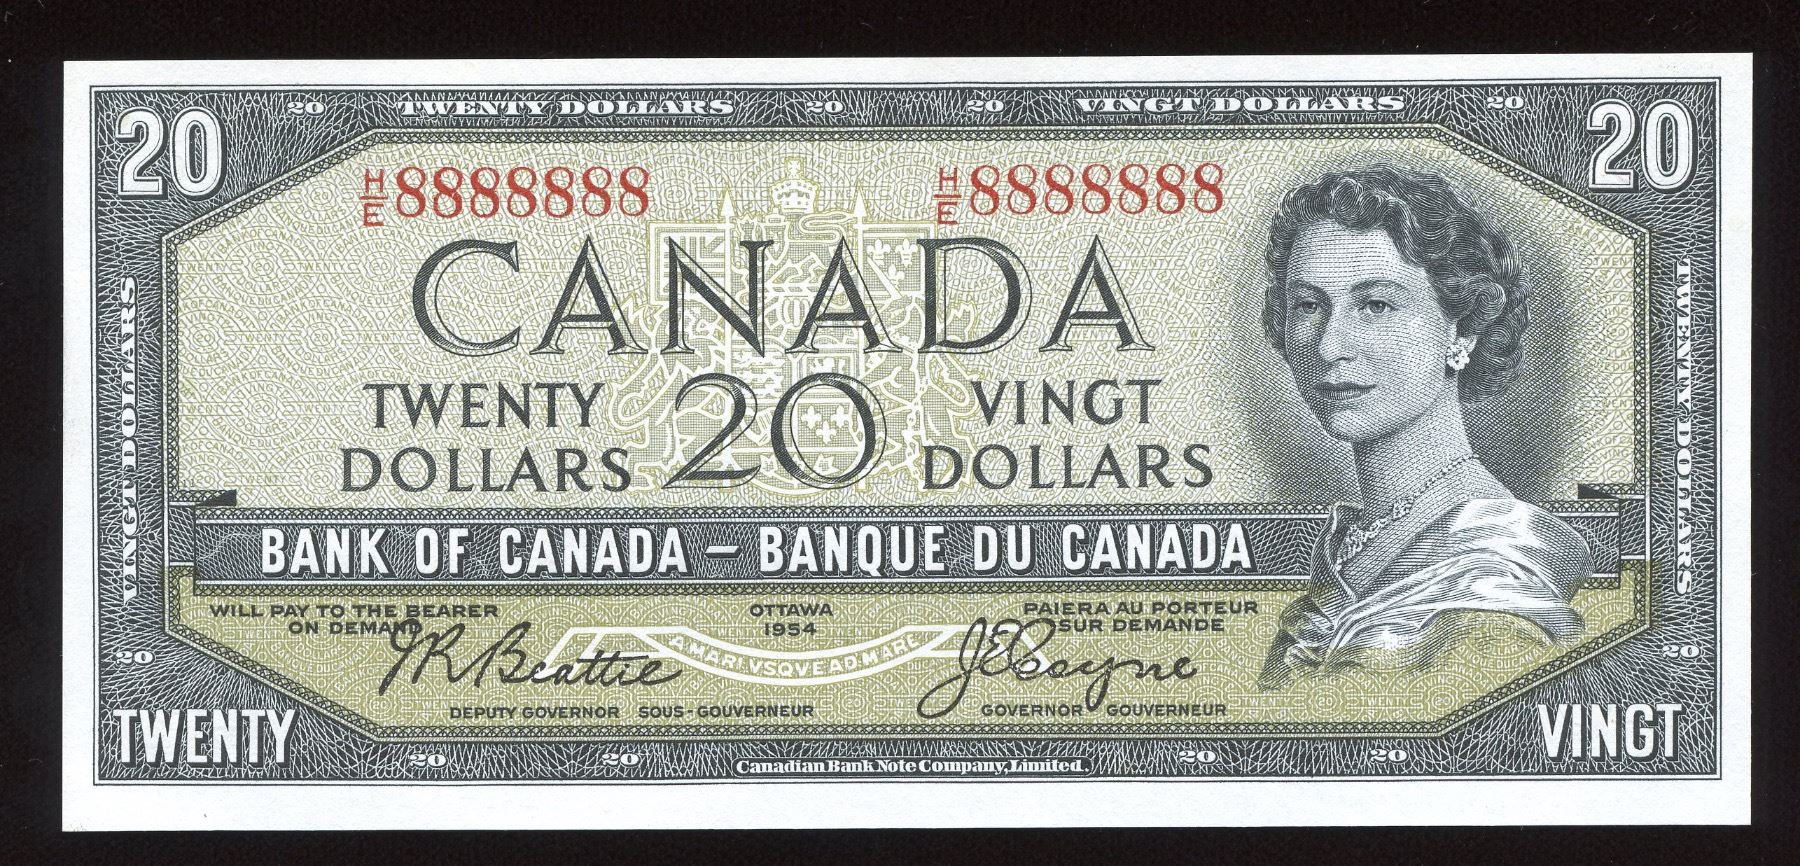 20 20 TWENTY DOLLARS 20 20 VINGT DOLLARS 20 20
H/E 8888888 H/E 8888888
CANADA
TWENTY 20 VINGT
DOLLARS DOLLARS
VINGT DOLLARS
TWENTY DOLLARS
BANK OF CANADA – BANQUE DU CANADA
WILL PAY TO THE BEARER OTTAWA PAIERA AU PORTEUR
ON DEMAND 1954 SUR DEMANDE
A MARI VSQVE AD MARE
J R Beattie J E Coyne
DEPUTY GOVERNOR SOUS-GOUVERNEUR GOVERNOR GOUVERNEUR
20 20
TWENTY VINGT
20 20 20 20
Canadian Bank Note Company, Limited.